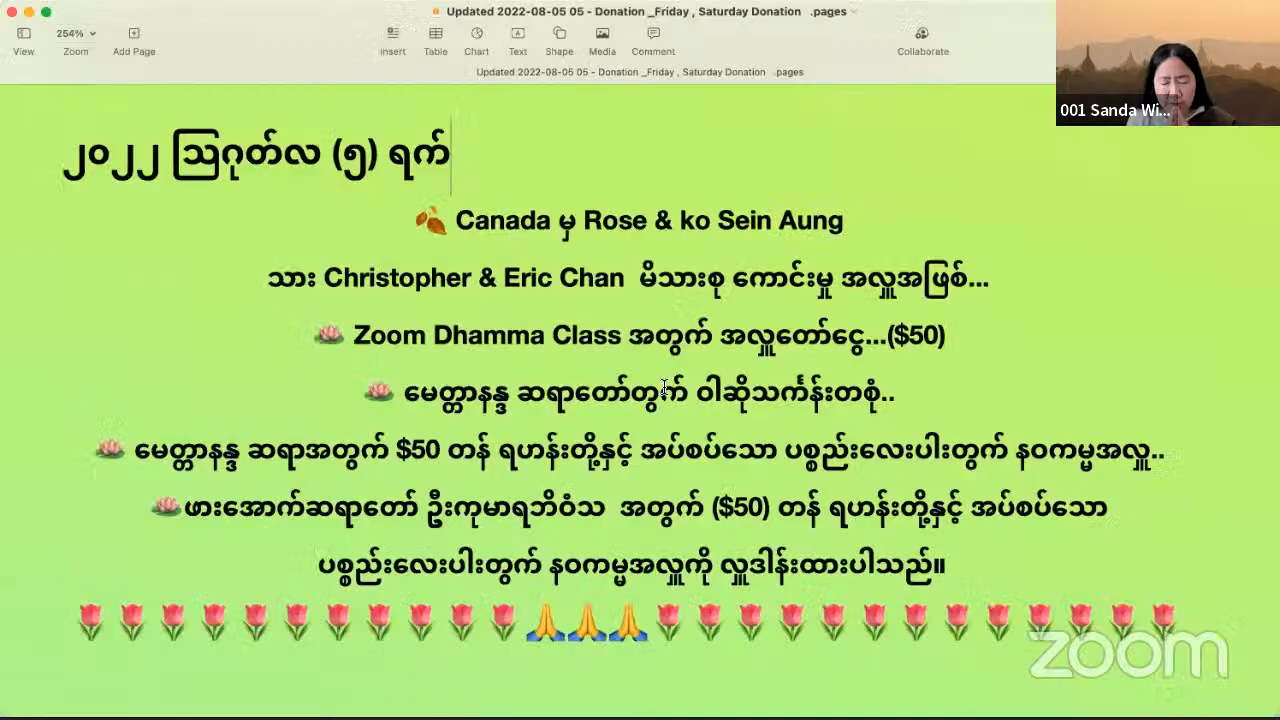 Updated 2022-08-05 05 - Donation _Friday , Saturday Donation .pages
254%
View Zoom Add Page Insert Table Chart Text Shape Media Comment Collaborate
Updated 2022-08-05 05 - Donation _Friday , Saturday Donation .pages
001 Sanda Wi...
၂၀၂၂ ဩဂုတ်လ (၅) ရက်
🍂 Canada မှ Rose & ko Sein Aung
သား Christopher & Eric Chan မိသားစု ကောင်းမှု အလှူအဖြစ်...
🪷 Zoom Dhamma Class အတွက် အလှူတော်ငွေ...($50)
🪷 မေတ္တာနန္ဒ ဆရာတော်တွက် ဝါဆိုသင်္ကန်းတစုံ..
🪷 မေတ္တာနန္ဒ ဆရာအတွက် $50 တန် ရဟန်းတို့နှင့် အပ်စပ်သော ပစ္စည်းလေးပါးတွက် နဝကမ္မအလှူ..
🪷ဖားအောက်ဆရာတော် ဦးကုမာရဘိဝံသ အတွက် ($50) တန် ရဟန်းတို့နှင့် အပ်စပ်သော
ပစ္စည်းလေးပါးတွက် နဝကမ္မအလှူကို လှူဒါန်းထားပါသည်။
zoom